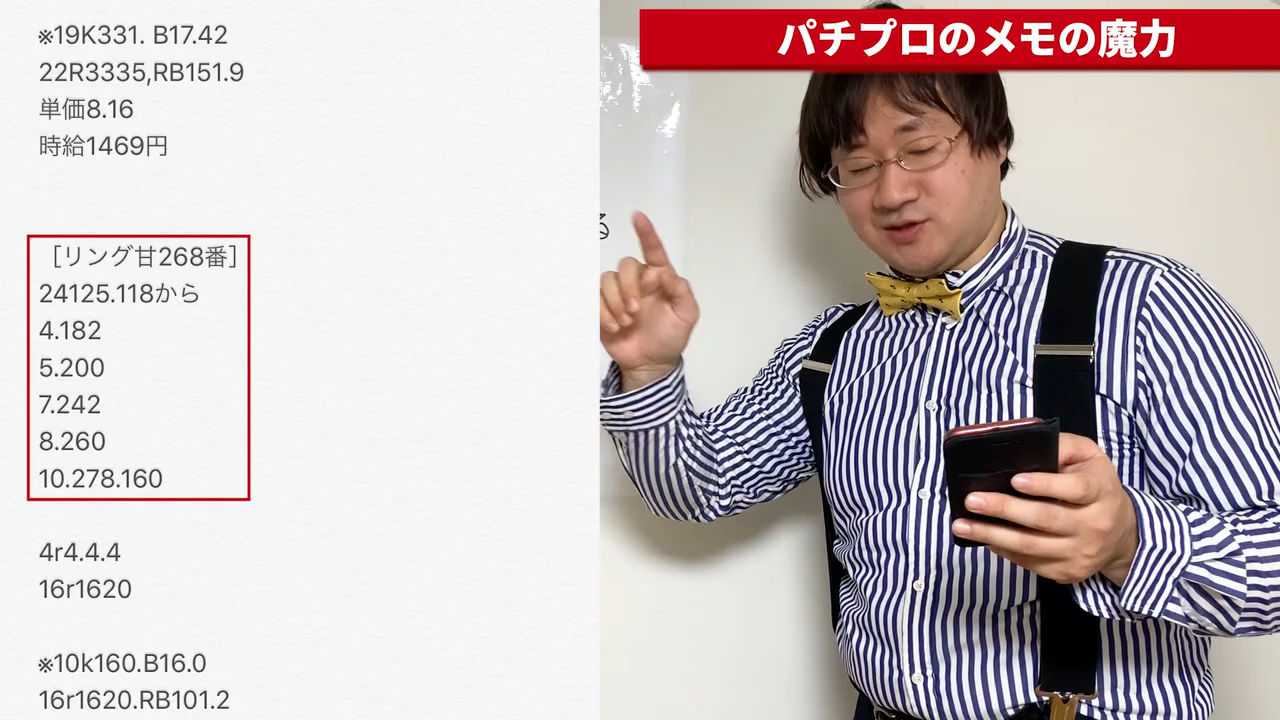 パチプロのメモの魔力
※19K331. B17.42
22R3335,RB151.9
単価8.16
時給1469円
［リング甘268番］
24125.118から
4.182
5.200
7.242
8.260
10.278.160
4r4.4.4
16r1620
※10k160.B16.0
16r1620.RB101.2
る